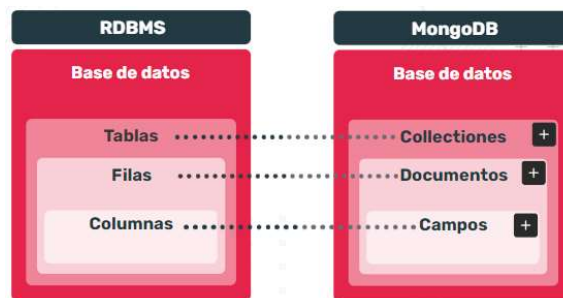 RDBMS
MongoDB
Base de datos
Base de datos
Tablas
Collectiones
+
Filas
Documentos
+
Columnas
Campos
+